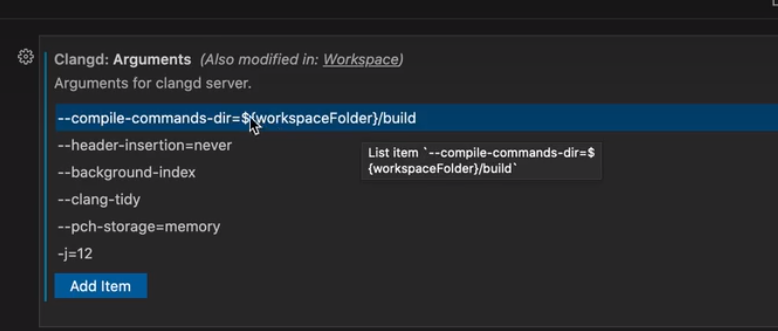 Clangd: Arguments (Also modified in: Workspace)
Arguments for clangd server.
--compile-commands-dir=${workspaceFolder}/build
--header-insertion=never
List item `--compile-commands-dir=$
{workspaceFolder}/build`
--background-index
--clang-tidy
--pch-storage=memory
-j=12
Add Item